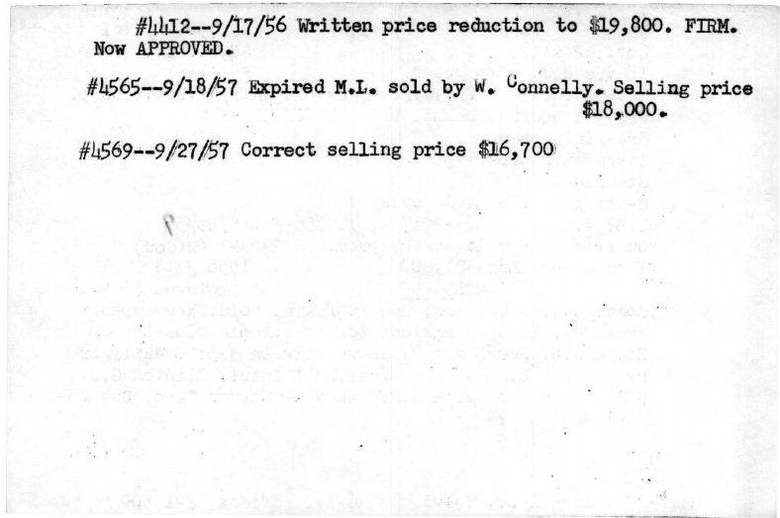 #4412--9/17/56 Written price reduction to $19,800. FIRM.
Now APPROVED.
#4565--9/18/57 Expired M.L. sold by W. Connelly. Selling price
$18,000.
#4569--9/27/57 Correct selling price $16,700